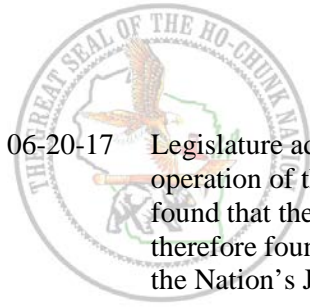 THE GREAT SEAL OF THE HO-CHUNK NATION
06-20-17 Legislature a
operation of t
found that the
therefore foun
the Nation's J